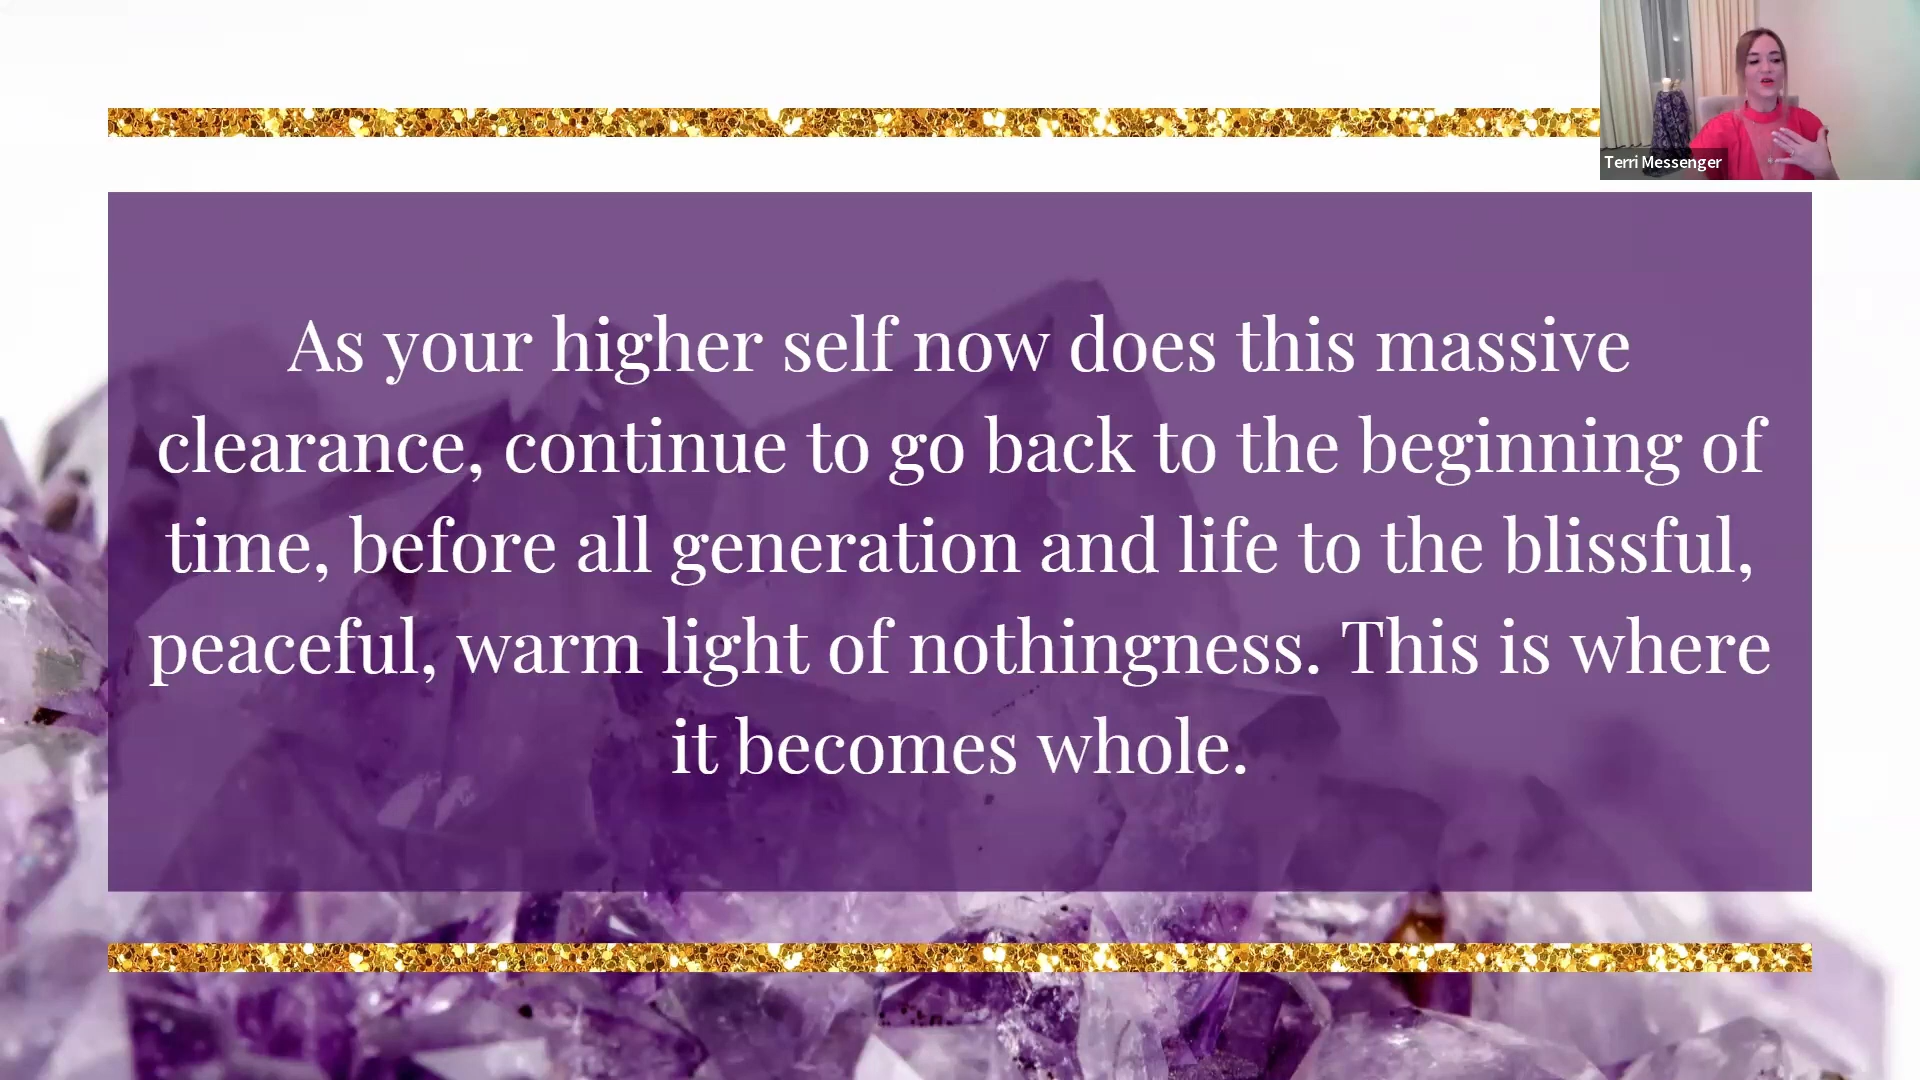 Terri Messenger
As your higher self now does this massive
clearance, continue to go back to the beginning of
time, before all generation and life to the blissful,
peaceful, warm light of nothingness. This is where
it becomes whole.